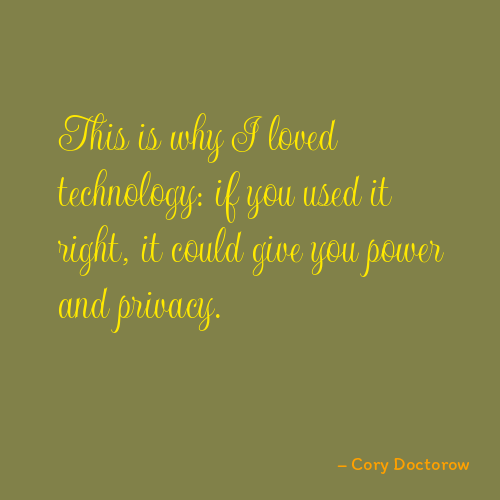 This is why I loved
technology: if you used it
right, it could give you power
and privacy.
– Cory Doctorow